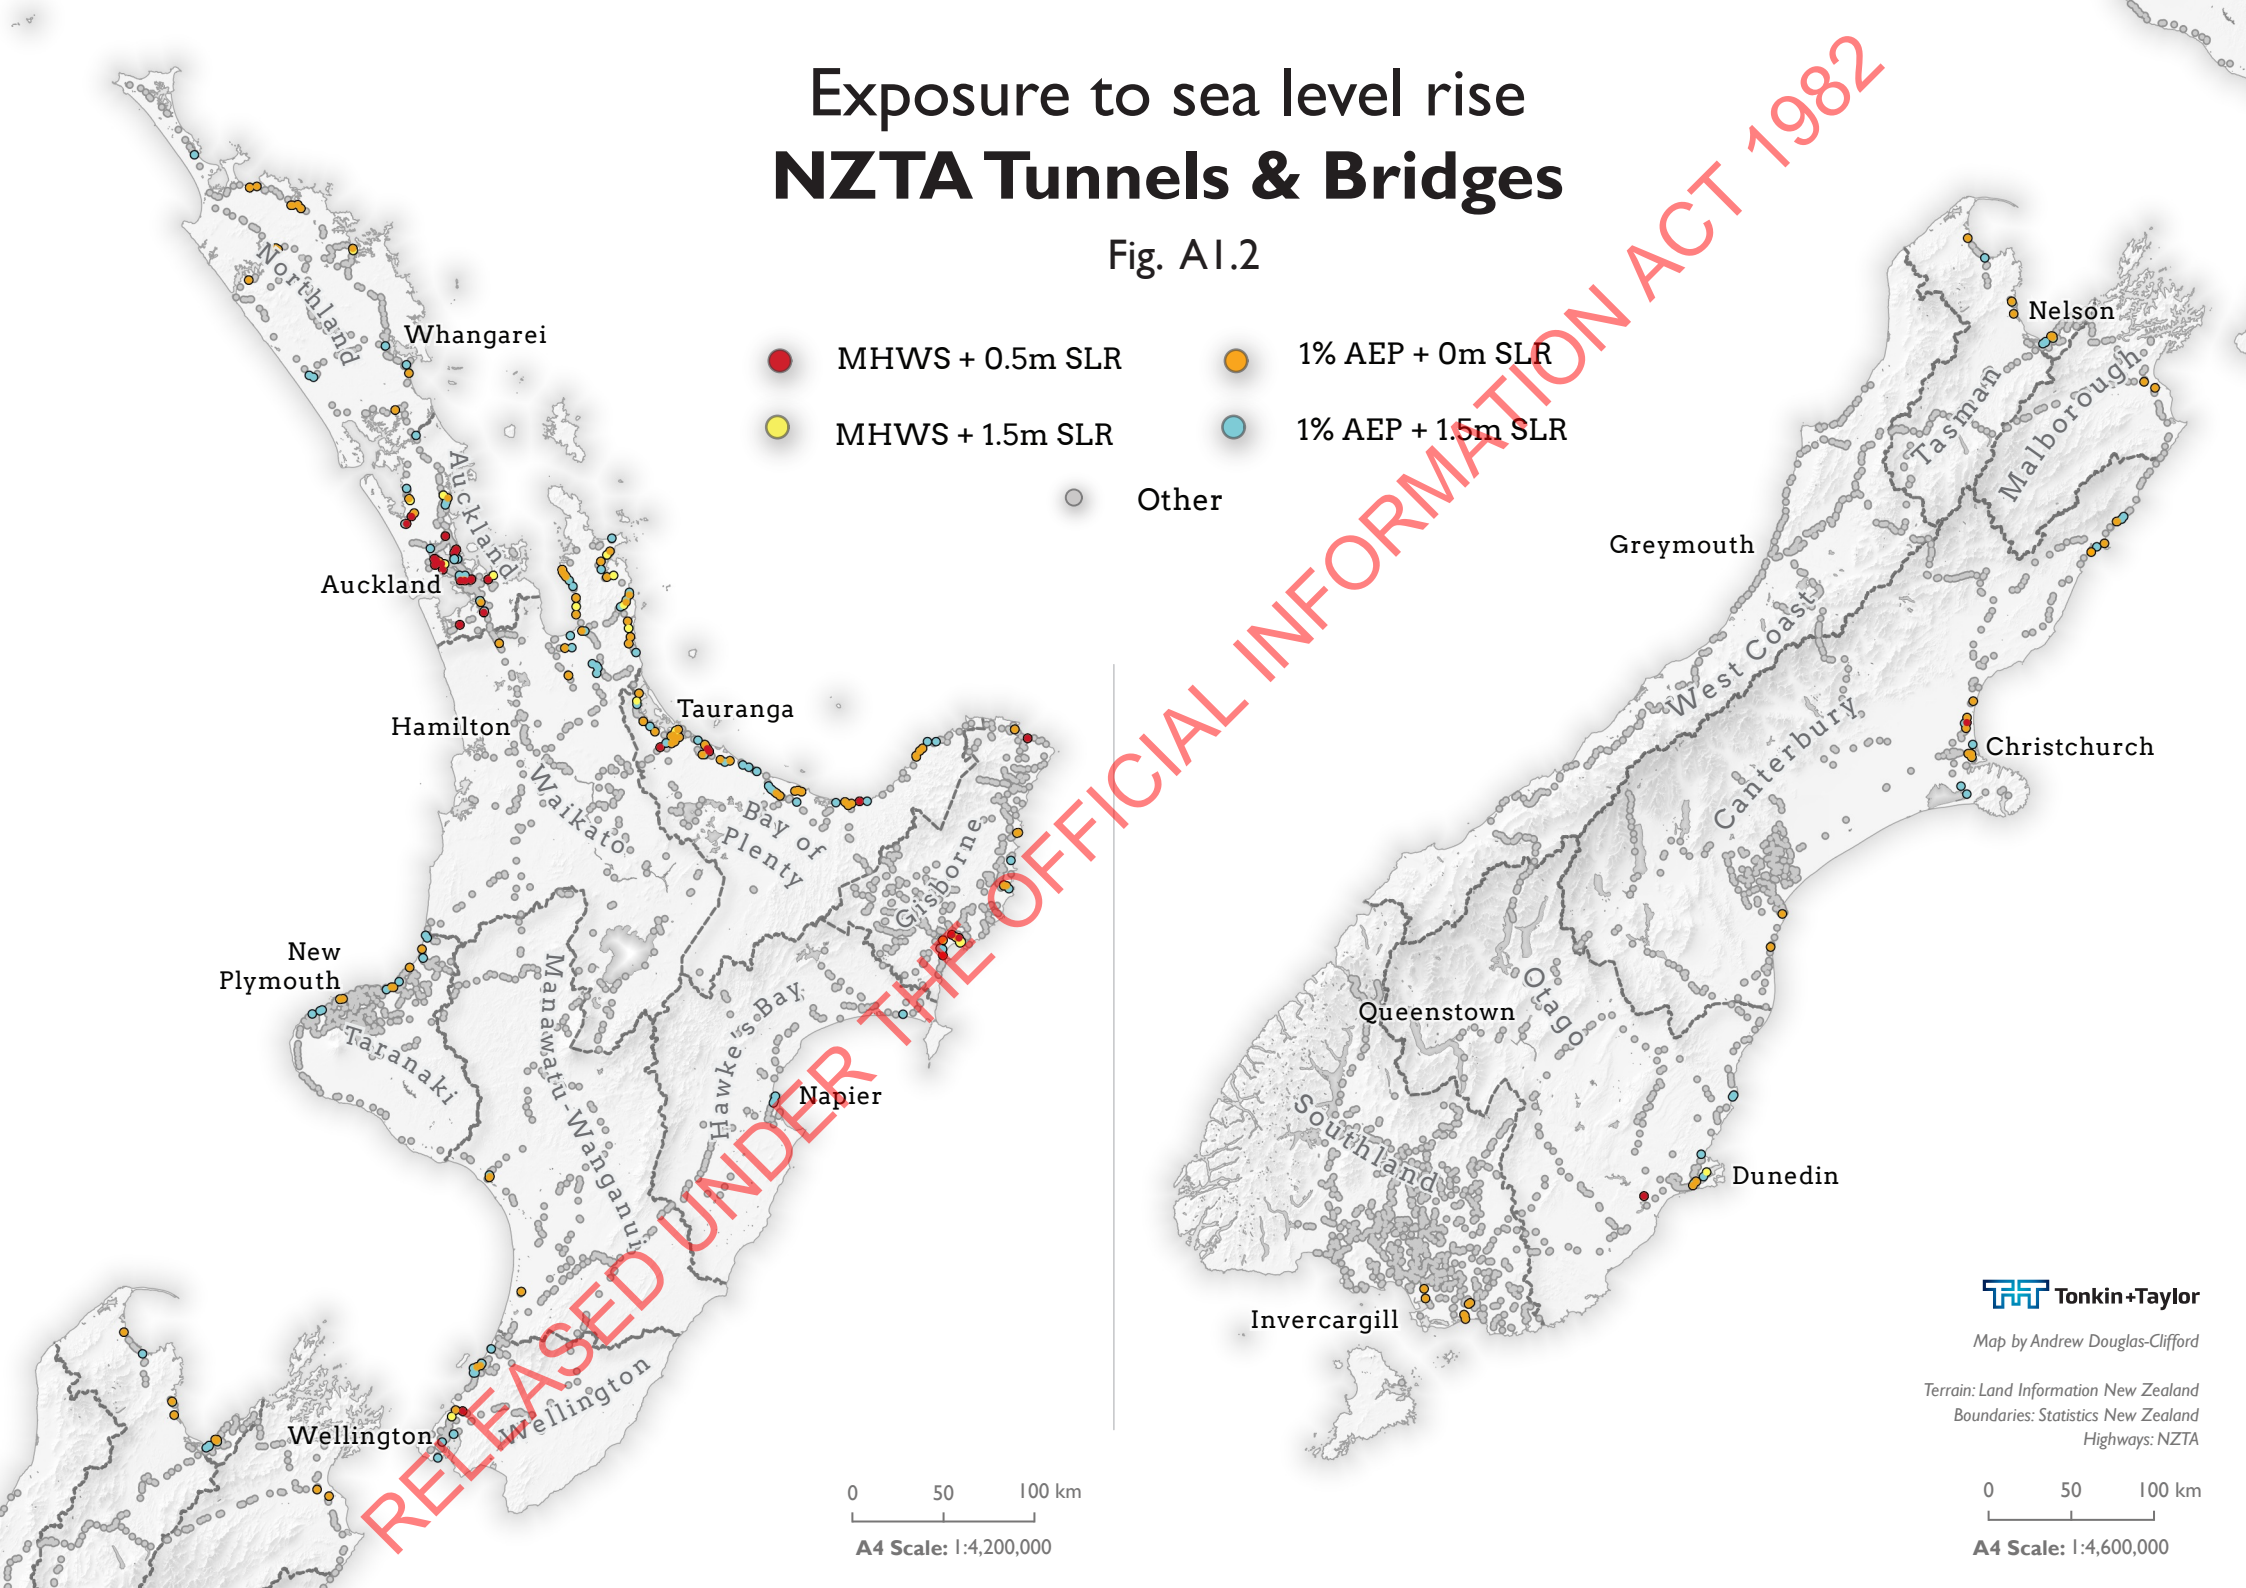 Exposure to sea level rise
NZTA Tunnels & Bridges
Fig. A1.2
MHWS + 0.5m SLR
1% AEP + 0m SLR
MHWS + 1.5m SLR
1% AEP + 1.5m SLR
Other
RELEASED UNDER THE OFFICIAL INFORMATION ACT 1982
Northland
Whangarei
Auckland
Auckland
Hamilton
Tauranga
Waikato
Bay of
Plenty
Gisborne
New
Plymouth
Taranaki
Manawatu-Wanganui
Hawke's Bay
Napier
Wellington
Wellington
0 50 100 km
A4 Scale: 1:4,200,000
Nelson
Tasman
Malborough
Greymouth
West Coast
Christchurch
Canterbury
Queenstown
Otago
Southland
Dunedin
Invercargill
Tonkin+Taylor
Map by Andrew Douglas-Clifford
Terrain: Land Information New Zealand
Boundaries: Statistics New Zealand
Highways: NZTA
0 50 100 km
A4 Scale: 1:4,600,000